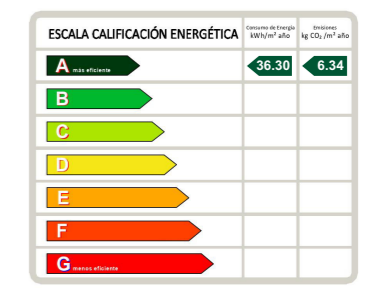 ESCALA CALIFICACIÓN ENERGÉTICA
Consumo de Energía
kWh/m² año
Emisiones
kg CO₂ /m² año
A más eficiente
36.30
6.34
B
C
D
E
F
G menos eficiente